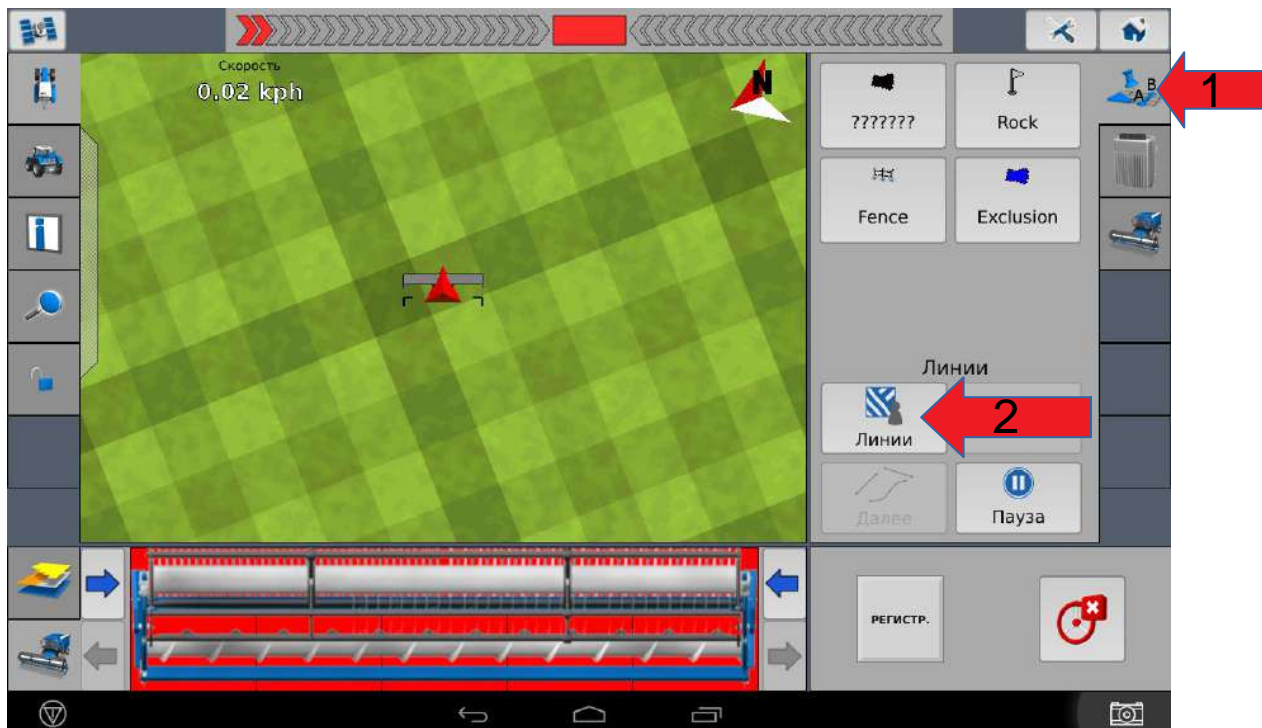 Скорость
0.02 kph
N
???????
Rock
A B
1
Fence
Exclusion
Линии
Линии
2
Далее
Пауза
РЕГИСТР.